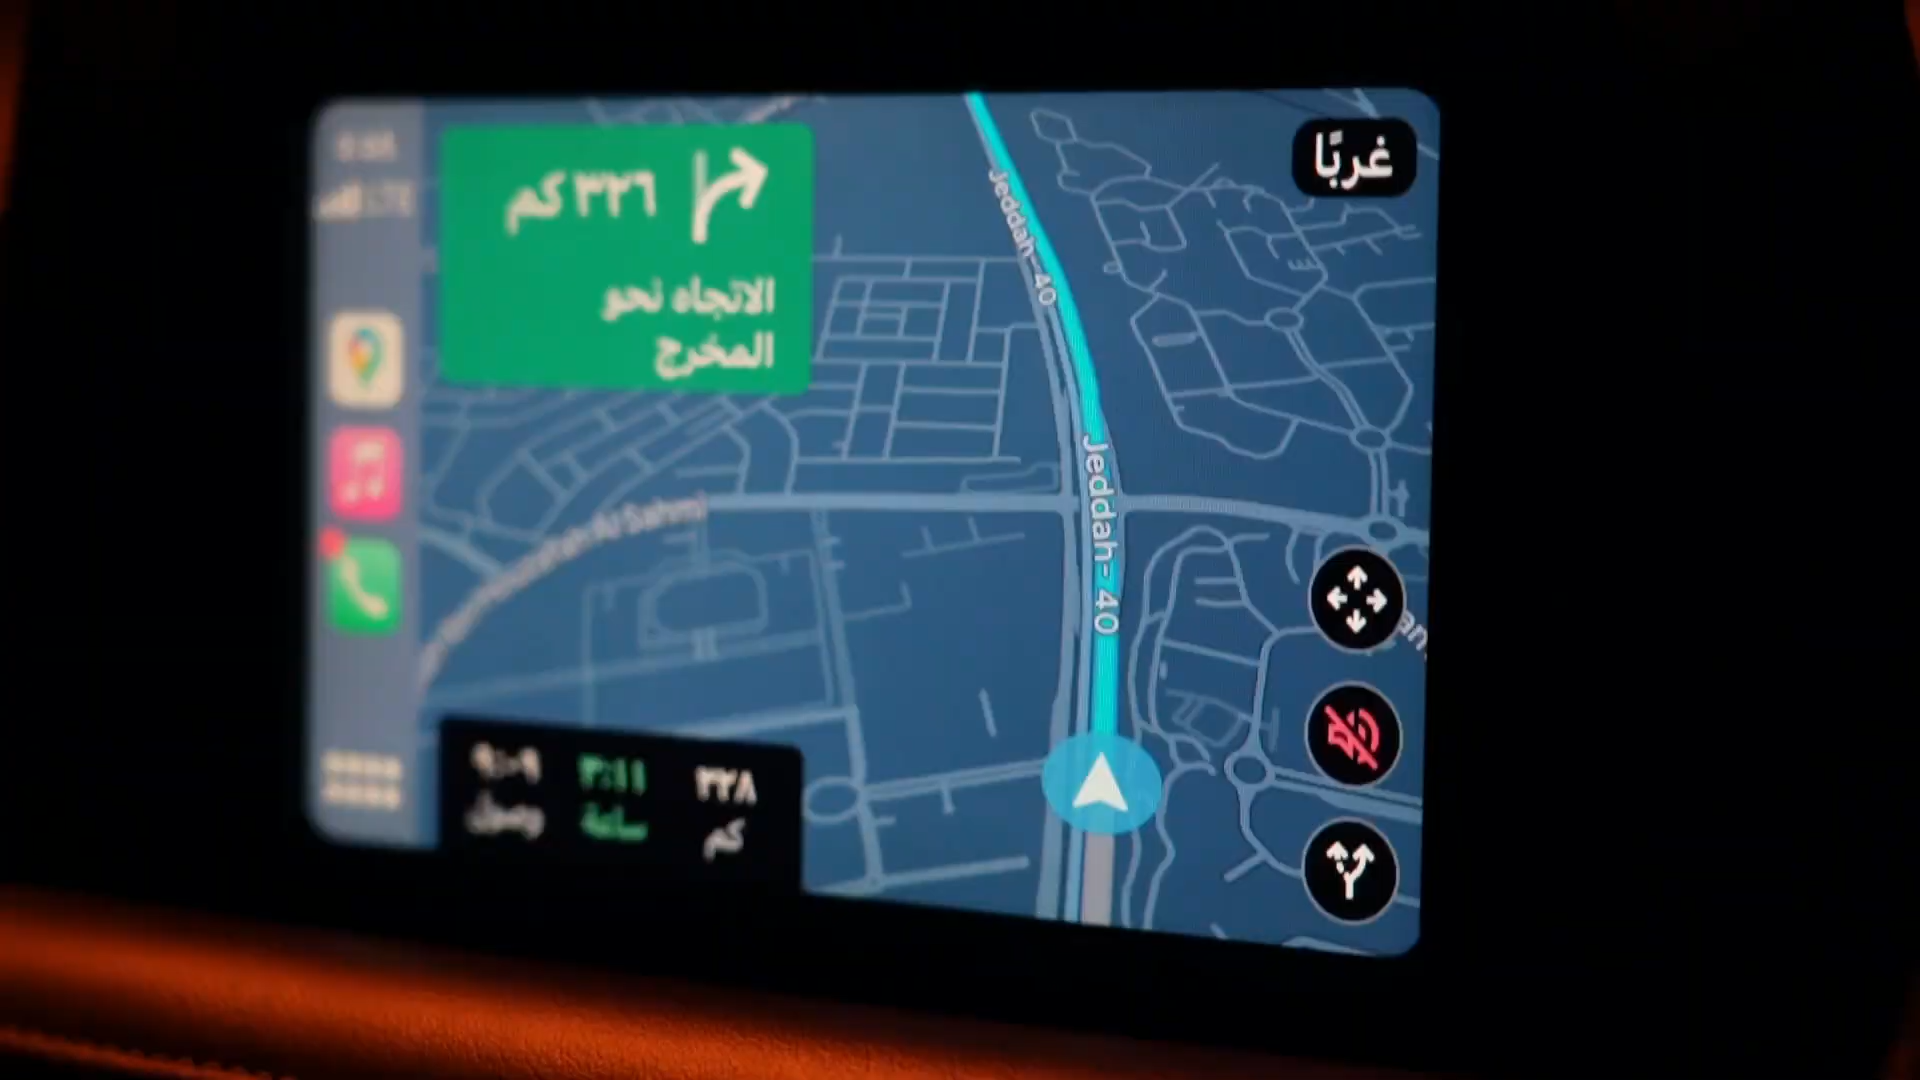 ٣٢٦ كم
الاتجاه نحو
المخرج
غربًا
Jeddah-40
Jeddah-40
٩:٠٩
وصول
٣:١١
ساعة
٣٢٨
كم